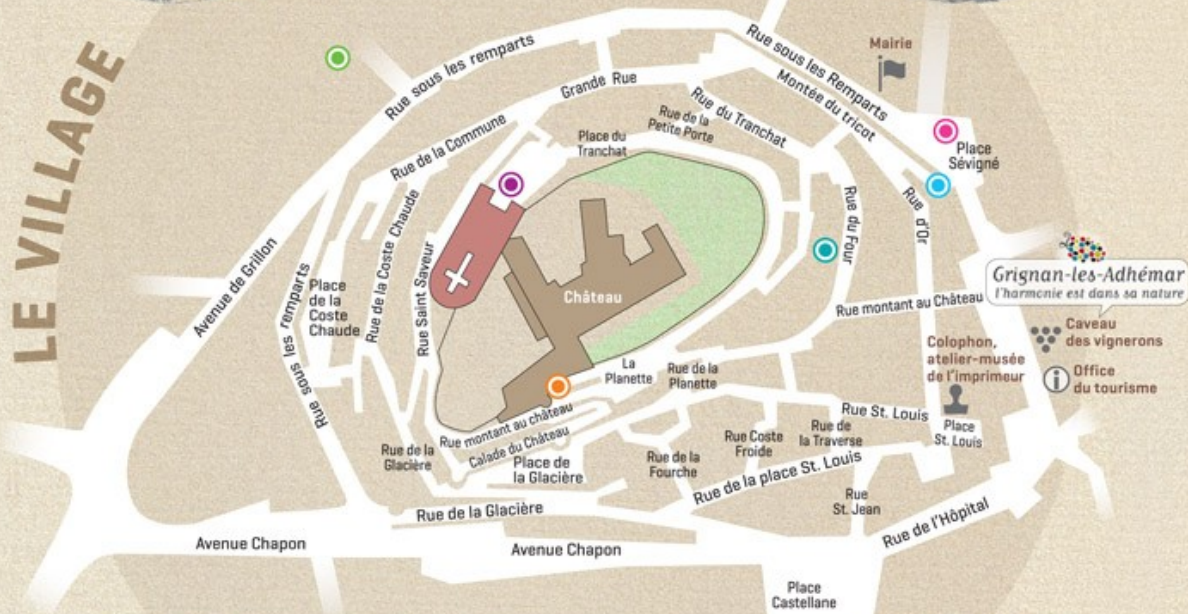 LE VILLAGE
Rue sous les remparts
Rue sous les Remparts
Mairie
Grande Rue
Montée du tricot
Rue du Tranchat
Rue de la
Petite Porte
Place du
Tranchat
Rue de la Commune
Place
Sévigné
Avenue de Grillon
Rue sous les remparts
Place
de la
Coste
Chaude
Rue de la Coste Chaude
Rue Saint Saveur
Château
Rue du Four
Rue d'Or
Grignan-les-Adhémar
l'harmonie est dans sa nature
Rue montant au Château
Caveau
des vignerons
Colophon,
atelier-musée
de l'imprimeur
Office
du tourisme
La
Planette
Rue de la
Planette
Rue montant au château
Calade du Château
Rue St. Louis
Place
St. Louis
Rue de la
Glacière
Place de
la Glacière
Rue de la
Fourche
Rue Coste
Froide
Rue de
la Traverse
Rue de la place St. Louis
Rue
St. Jean
Rue de la Glacière
Rue de l'Hôpital
Avenue Chapon
Avenue Chapon
Place
Castellane